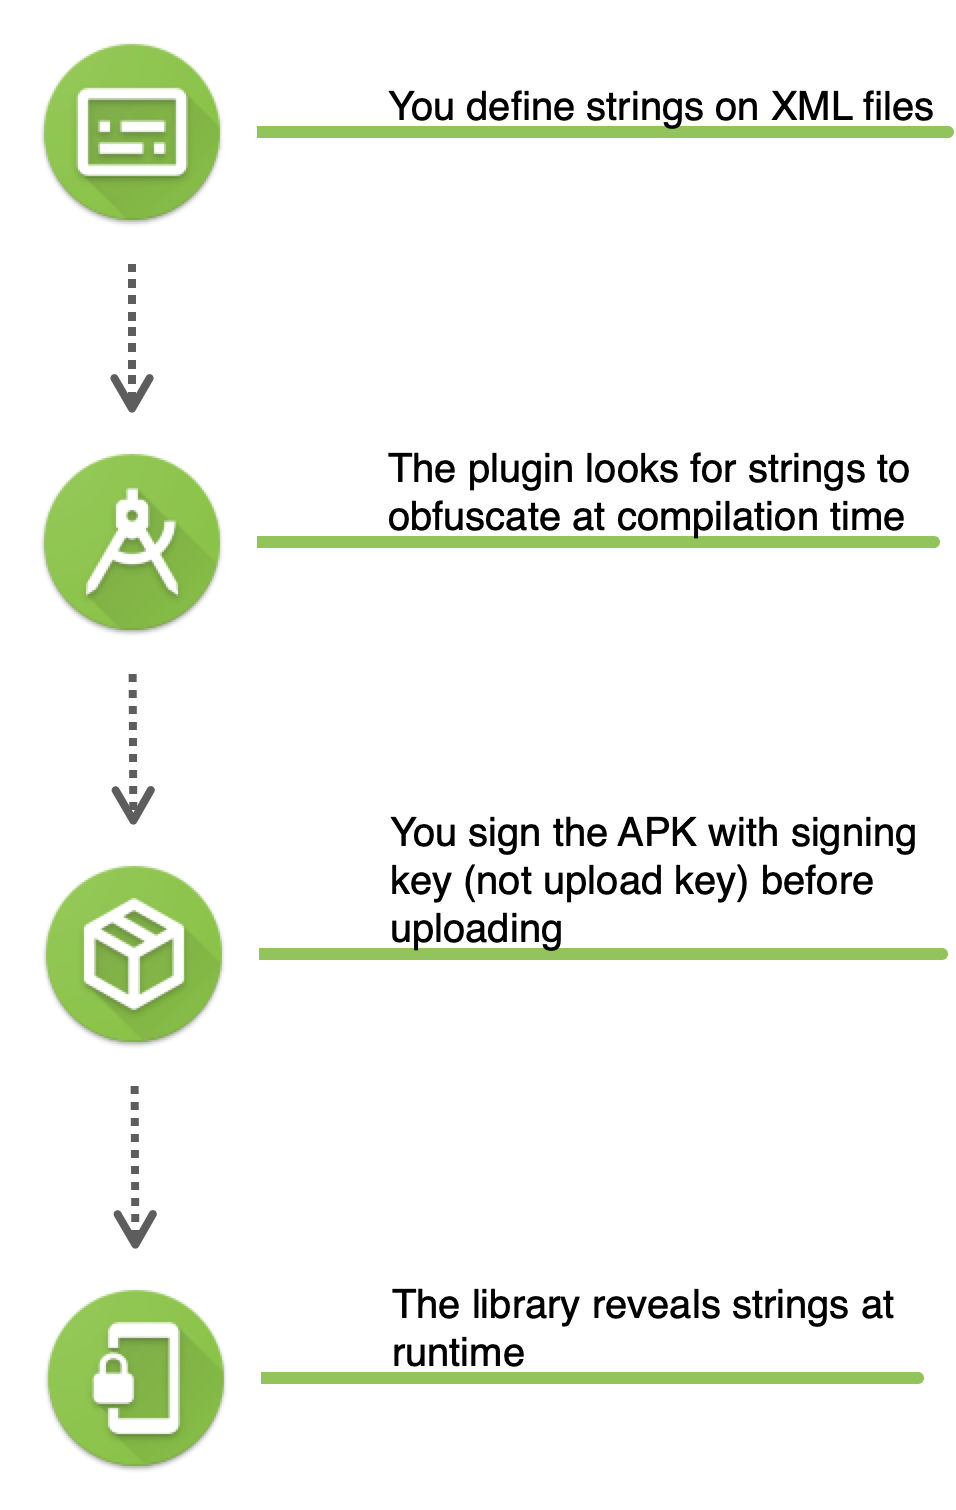 You define strings on XML files
The plugin looks for strings to
obfuscate at compilation time
You sign the APK with signing
key (not upload key) before
uploading
The library reveals strings at
runtime